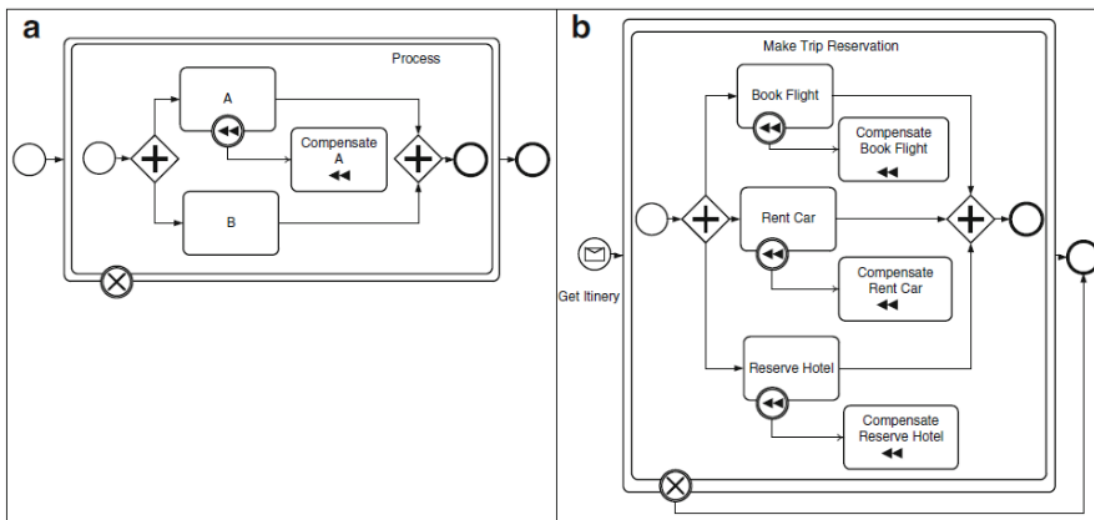 a
Process
A
Compensate
A
B
b
Make Trip Reservation
Book Flight
Compensate
Book Flight
Rent Car
Get Itinery
Compensate
Rent Car
Reserve Hotel
Compensate
Reserve Hotel